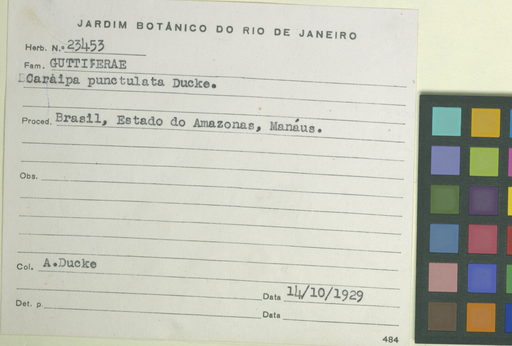 JARDIM BOTÂNICO DO RIO DE JANEIRO
Herb. N.º 23453
Fam. GUTTIFERAE
Caraipa punctulata Ducke.
Proced. Brasil, Estado do Amazonas, Manáus.
Obs.
Col. A.Ducke
Data 14/10/1929
Det. p. Data
484